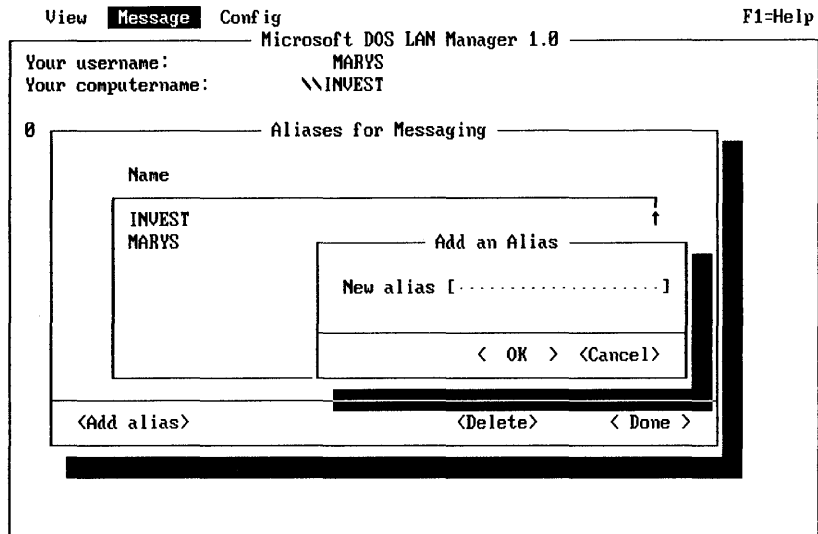 View Message Config F1=Help
Microsoft DOS LAN Manager 1.0
Your username: MARYS
Your computername: \\INVEST
0
Aliases for Messaging
Name
INVEST ↑
MARYS
Add an Alias
New alias [····················]
< OK > <Cancel>
<Add alias> <Delete> < Done >